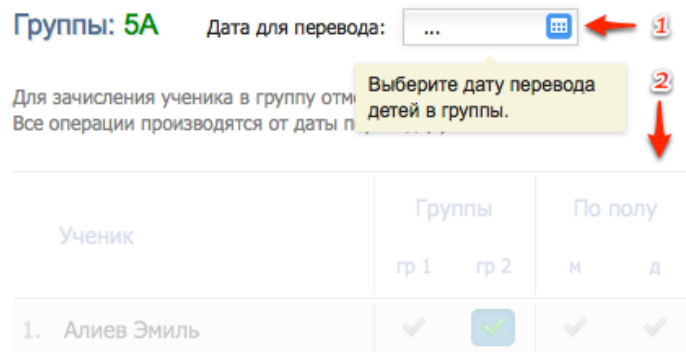 Группы: 5А Дата для перевода: ... 1
Выберите дату перевода
детей в группы.
2
Для зачисления ученика в группу
Все операции производятся от даты
Ученик Группы По полу
гр 1 гр 2 м д
1. Алиев Эмиль